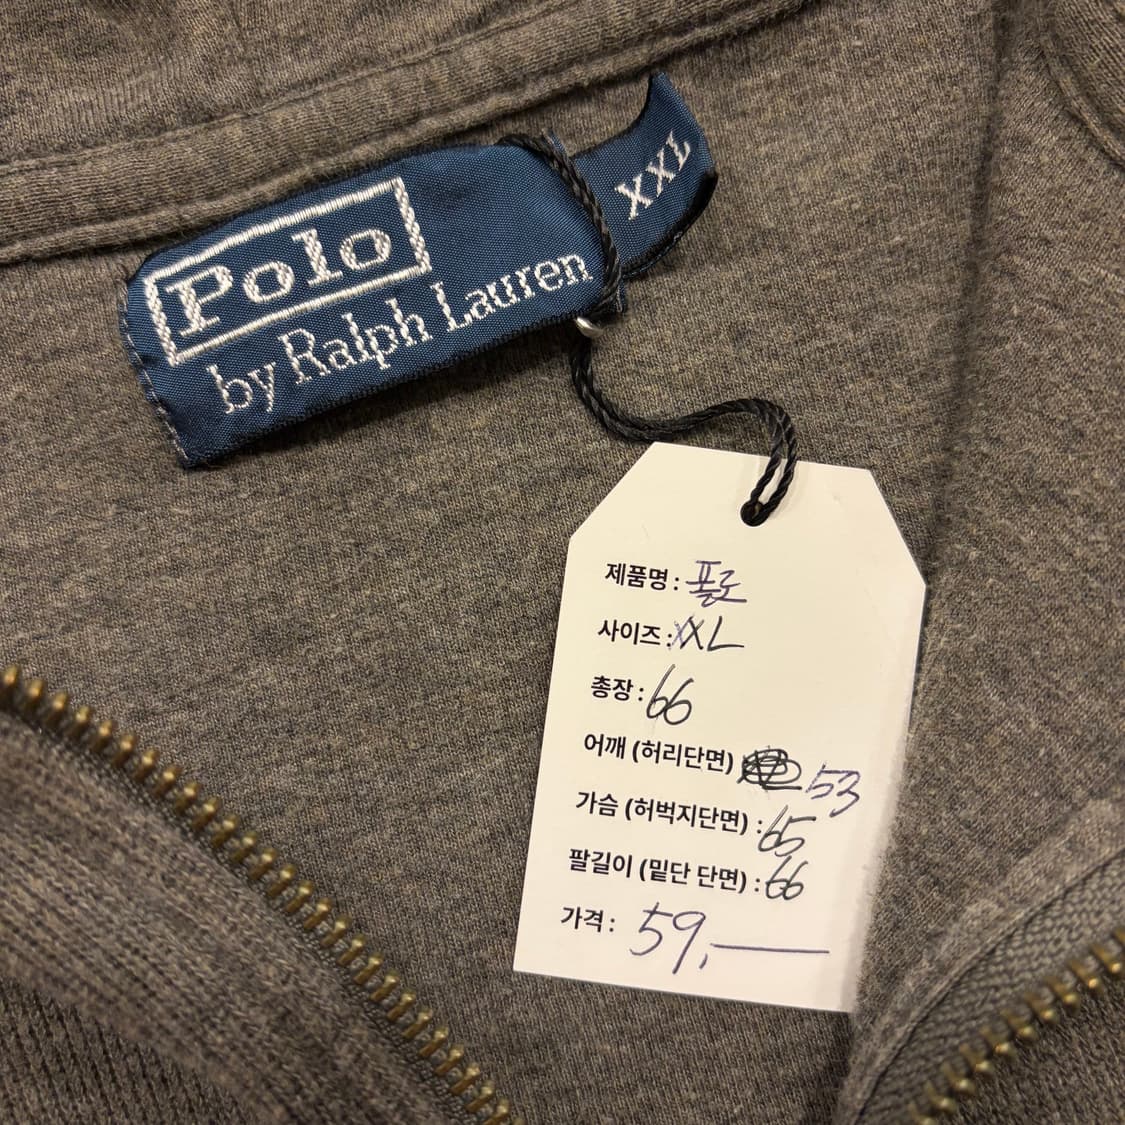 Polo
by Ralph Lauren
XXL
제품명 : 폴로
사이즈 : XXL
총장 : 66
어깨 (허리단면) 53
가슴 (허벅지단면) : 65
팔길이 (밑단 단면) : 66
가격 : 59,—